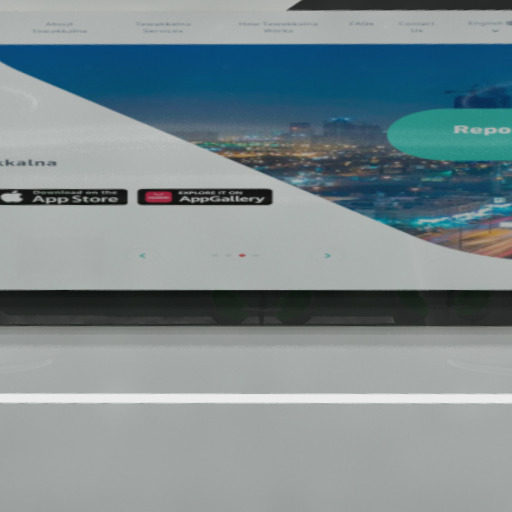 About Tawakkalna
Tawakkalna Services
How Tawakkalna Works
FAQs
Contact Us
English
Repo
kkalna
Download on the
App Store
EXPLORE IT ON
AppGallery